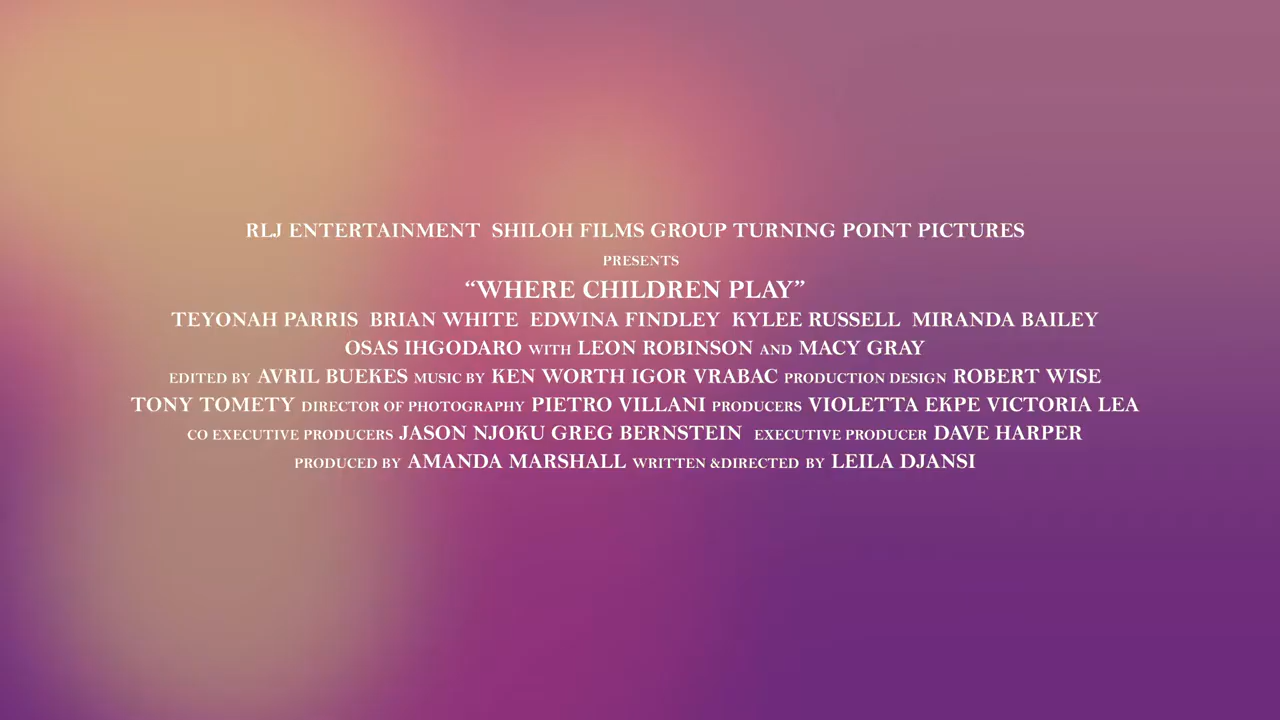 RLJ ENTERTAINMENT SHILOH FILMS GROUP TURNING POINT PICTURES
PRESENTS
“WHERE CHILDREN PLAY”
TEYONAH PARRIS BRIAN WHITE EDWINA FINDLEY KYLEE RUSSELL MIRANDA BAILEY
OSAS IHGODARO WITH LEON ROBINSON AND MACY GRAY
EDITED BY AVRIL BUEKES MUSIC BY KEN WORTH IGOR VRABAC PRODUCTION DESIGN ROBERT WISE
TONY TOMETY DIRECTOR OF PHOTOGRAPHY PIETRO VILLANI PRODUCERS VIOLETTA EKPE VICTORIA LEA
CO EXECUTIVE PRODUCERS JASON NJOKU GREG BERNSTEIN EXECUTIVE PRODUCER DAVE HARPER
PRODUCED BY AMANDA MARSHALL WRITTEN &DIRECTED BY LEILA DJANSI